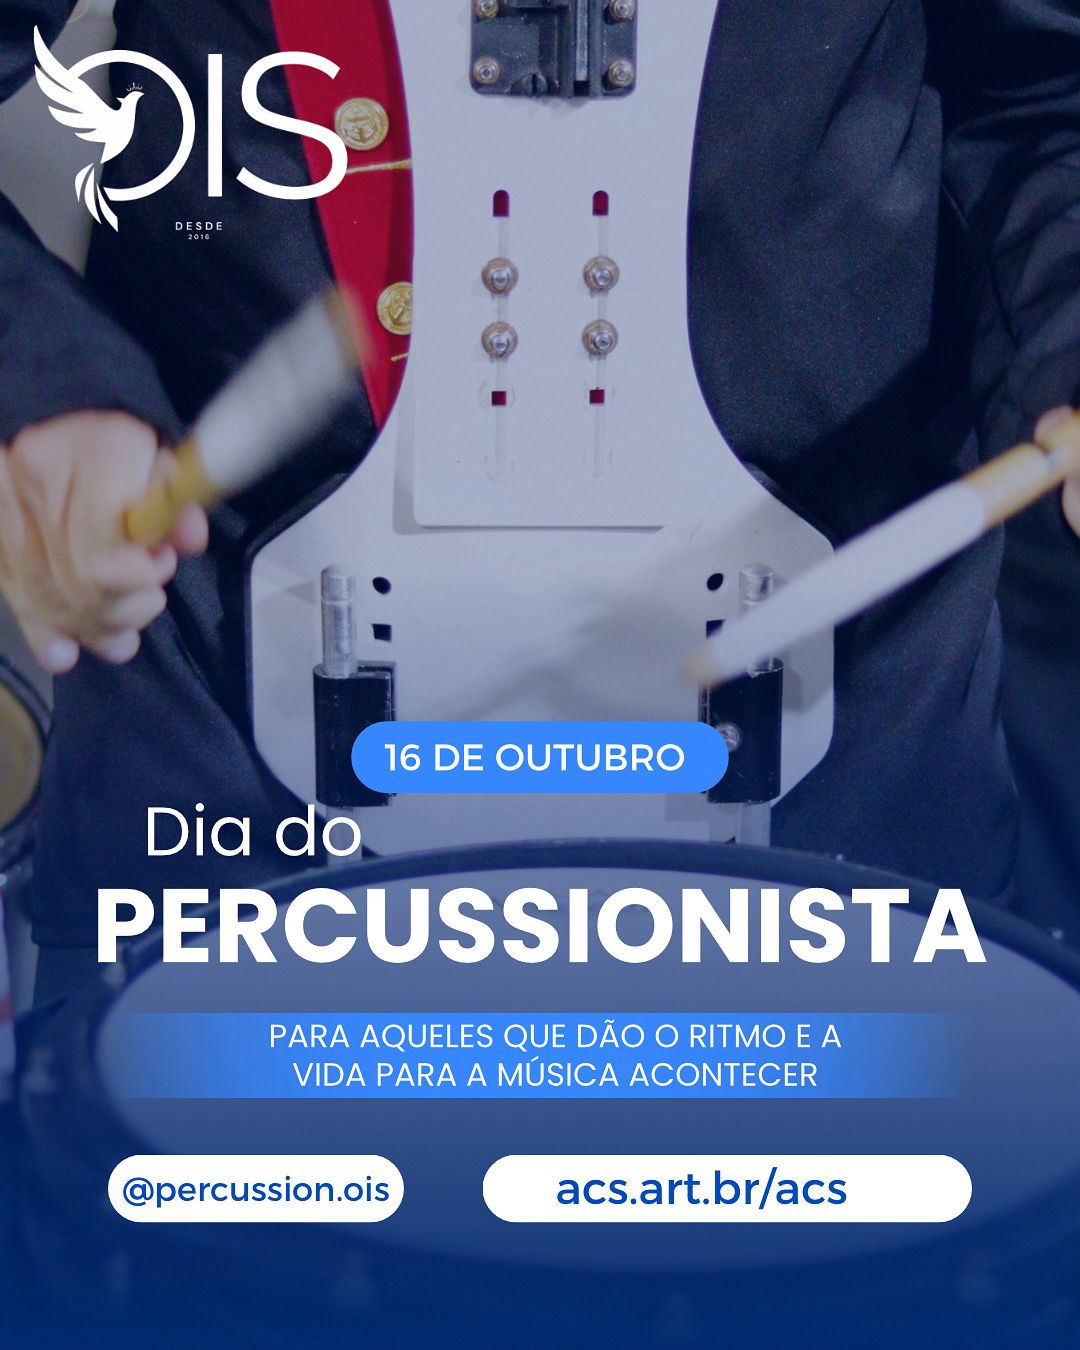 OIS
DESDE
2016
16 DE OUTUBRO
Dia do
PERCUSSIONISTA
PARA AQUELES QUE DÃO O RITMO E A
VIDA PARA A MÚSICA ACONTECER
@percussion.ois
acs.art.br/acs